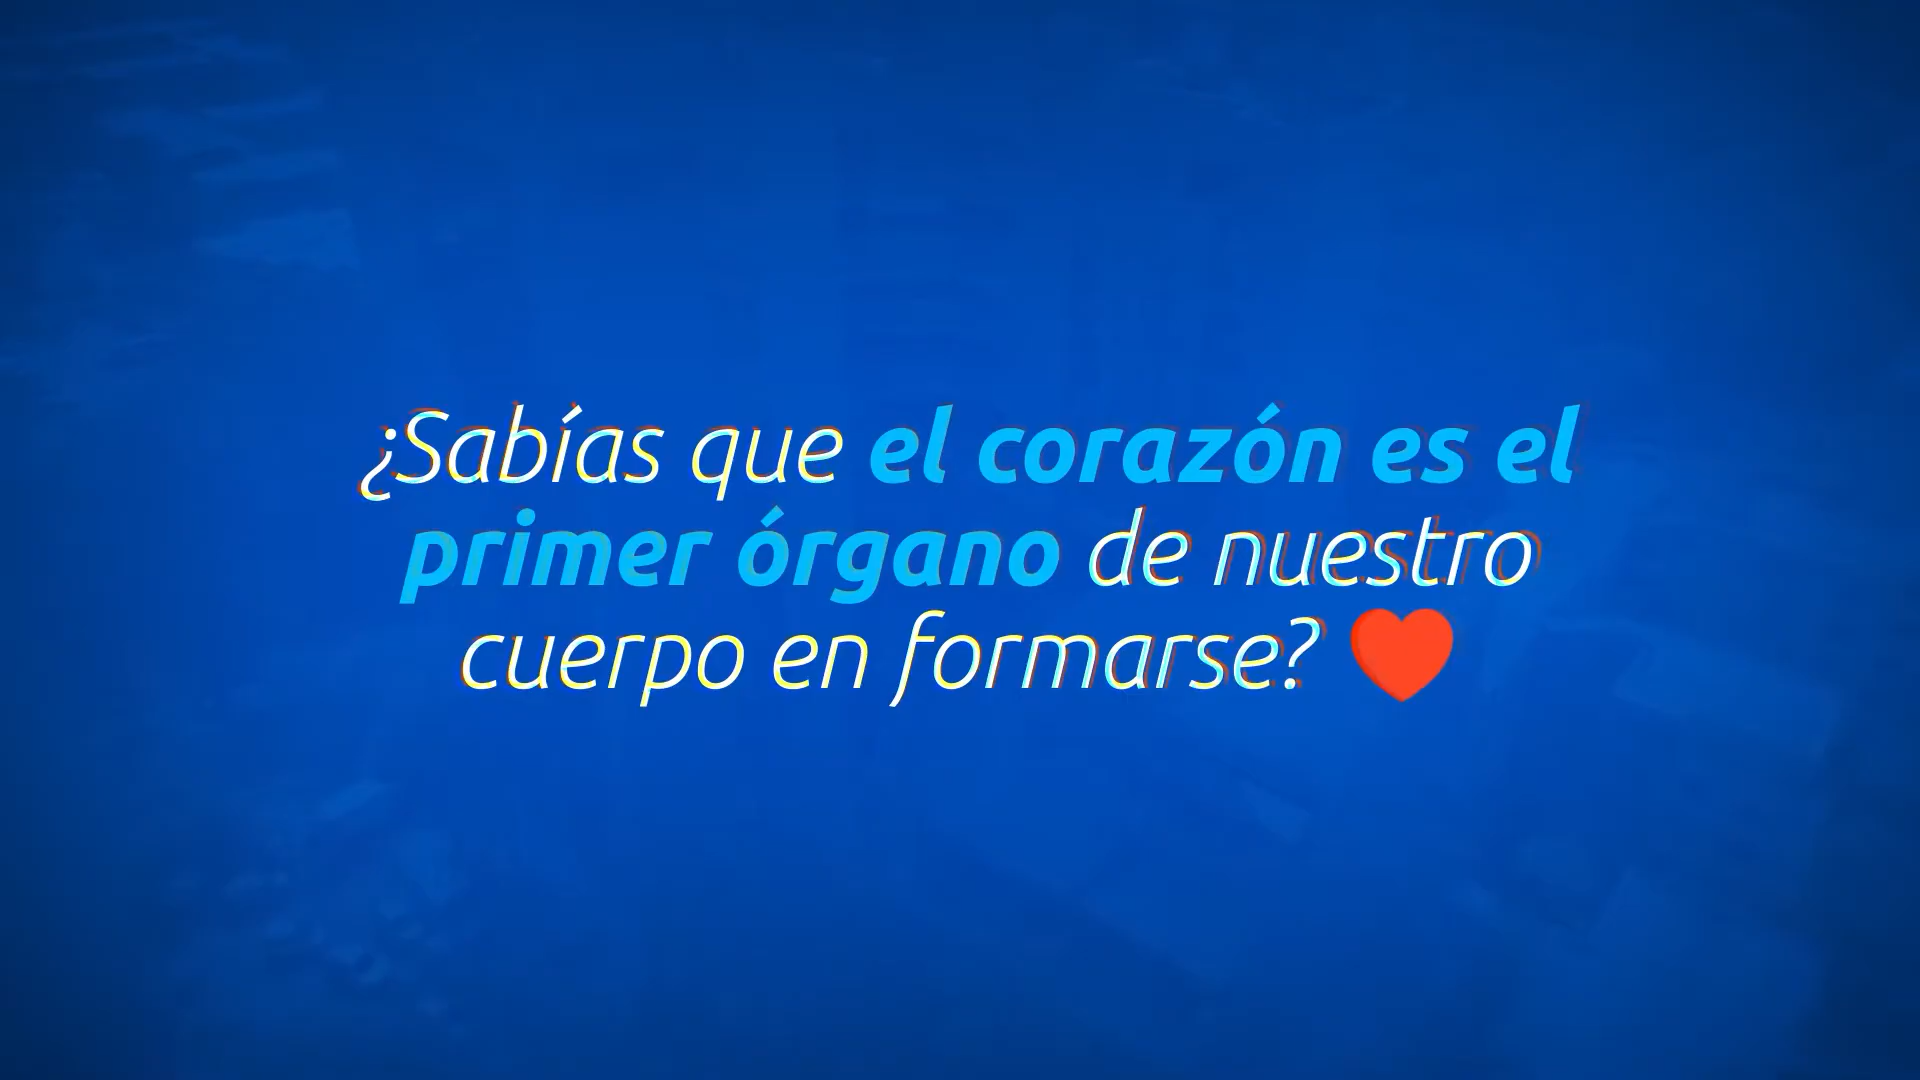 ¿Sabías que el corazón es el
primer órgano de nuestro
cuerpo en formarse? ❤️